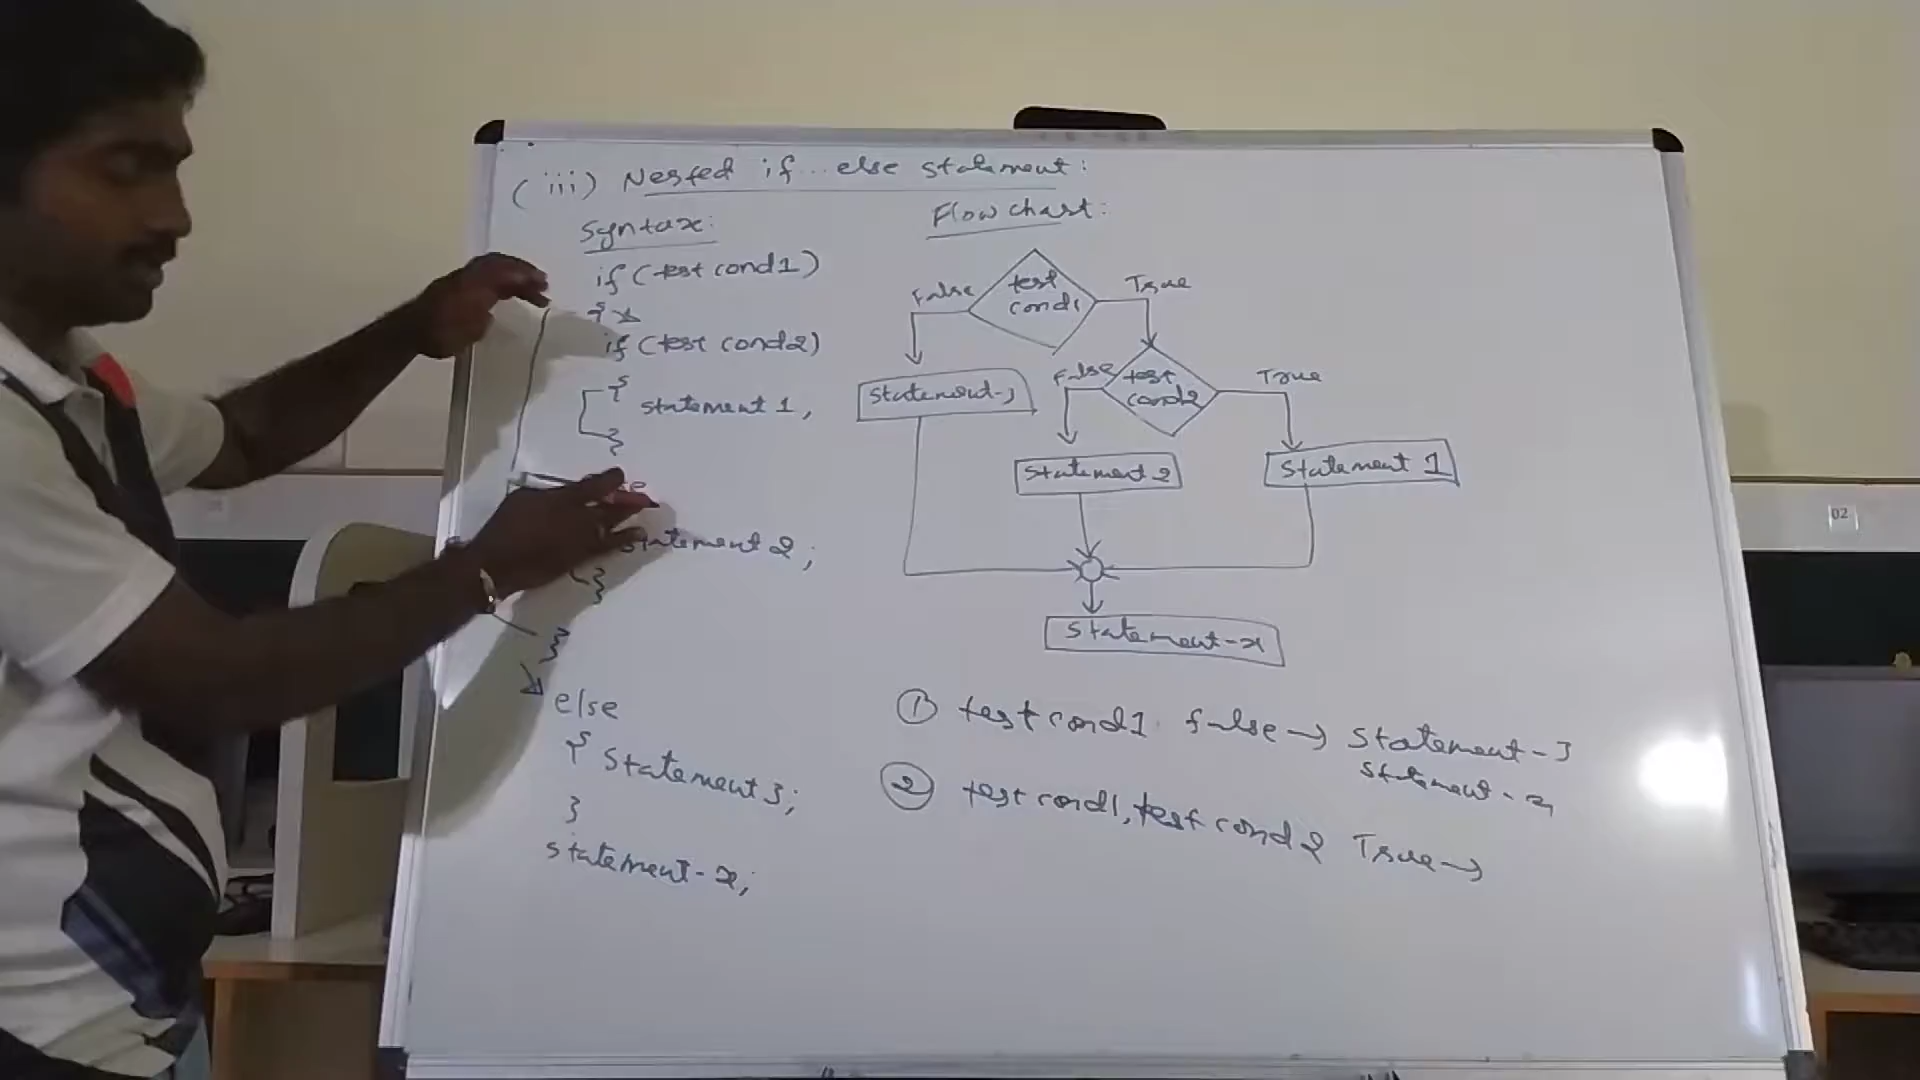 (iii) Nested if...else statement:
Syntax:
if (test cond1)
{
if (test cond2)
{
statement 1;
}
statement 2;
}
}
else
{ statement 3;
}
statement-x;
Flow chart:
test cond1
False
True
statement-3
test cond2
False
True
statement 2
statement 1
statement-x
① test cond1 false → statement-3
statement-x
② test cond1, test cond2 True →
02